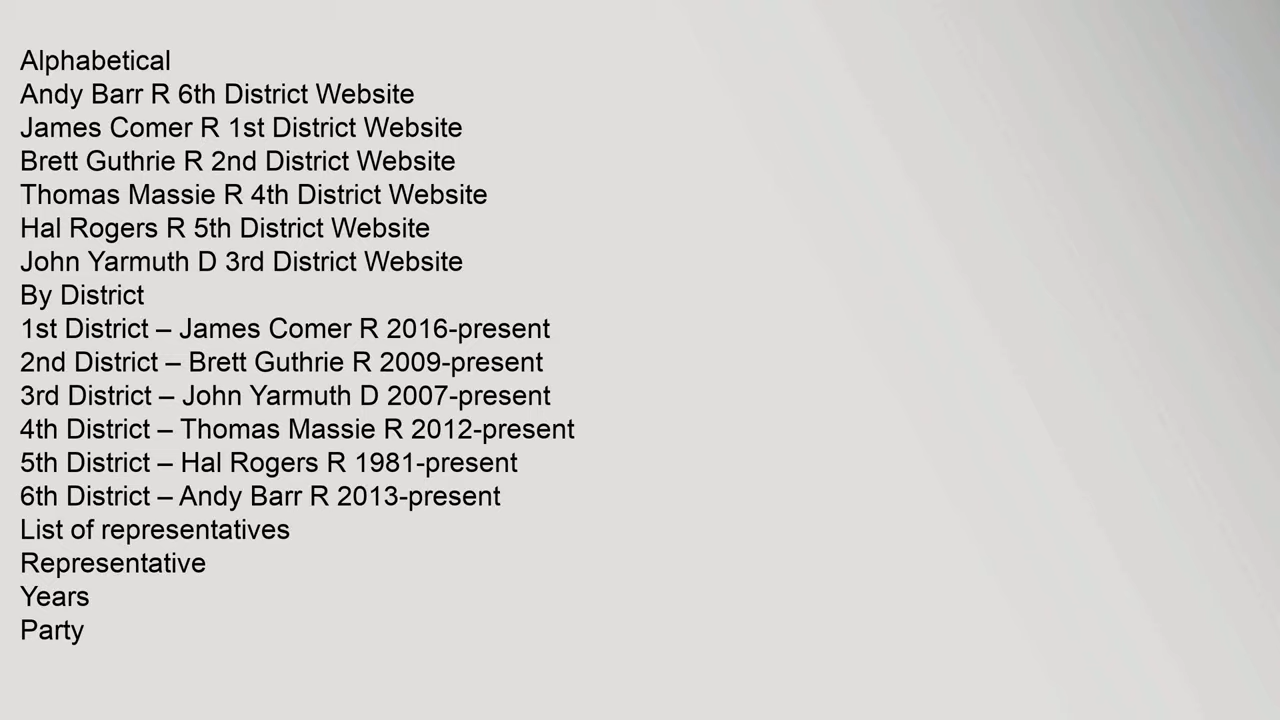 Alphabetical
Andy Barr R 6th District Website
James Comer R 1st District Website
Brett Guthrie R 2nd District Website
Thomas Massie R 4th District Website
Hal Rogers R 5th District Website
John Yarmuth D 3rd District Website
By District
1st District – James Comer R 2016-present
2nd District – Brett Guthrie R 2009-present
3rd District – John Yarmuth D 2007-present
4th District – Thomas Massie R 2012-present
5th District – Hal Rogers R 1981-present
6th District – Andy Barr R 2013-present
List of representatives
Representative
Years
Party